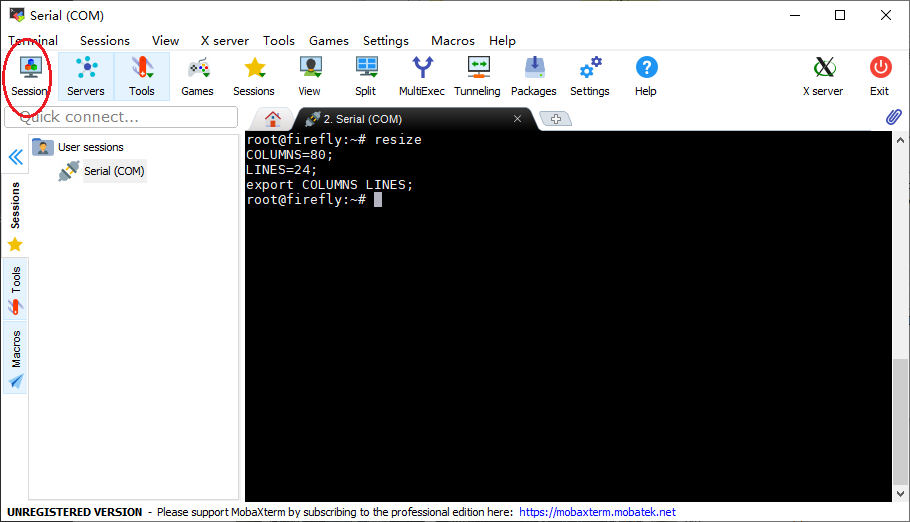 Serial (COM)
Terminal Sessions View X server Tools Games Settings Macros Help
Session Servers Tools Games Sessions View Split MultiExec Tunneling Packages Settings Help X server Exit
Quick connect...
2. Serial (COM)
User sessions
Serial (COM)
Sessions
Tools
Macros
root@firefly:~# resize
COLUMNS=80;
LINES=24;
export COLUMNS LINES;
root@firefly:~#
UNREGISTERED VERSION - Please support MobaXterm by subscribing to the professional edition here: https://mobaxterm.mobatek.net